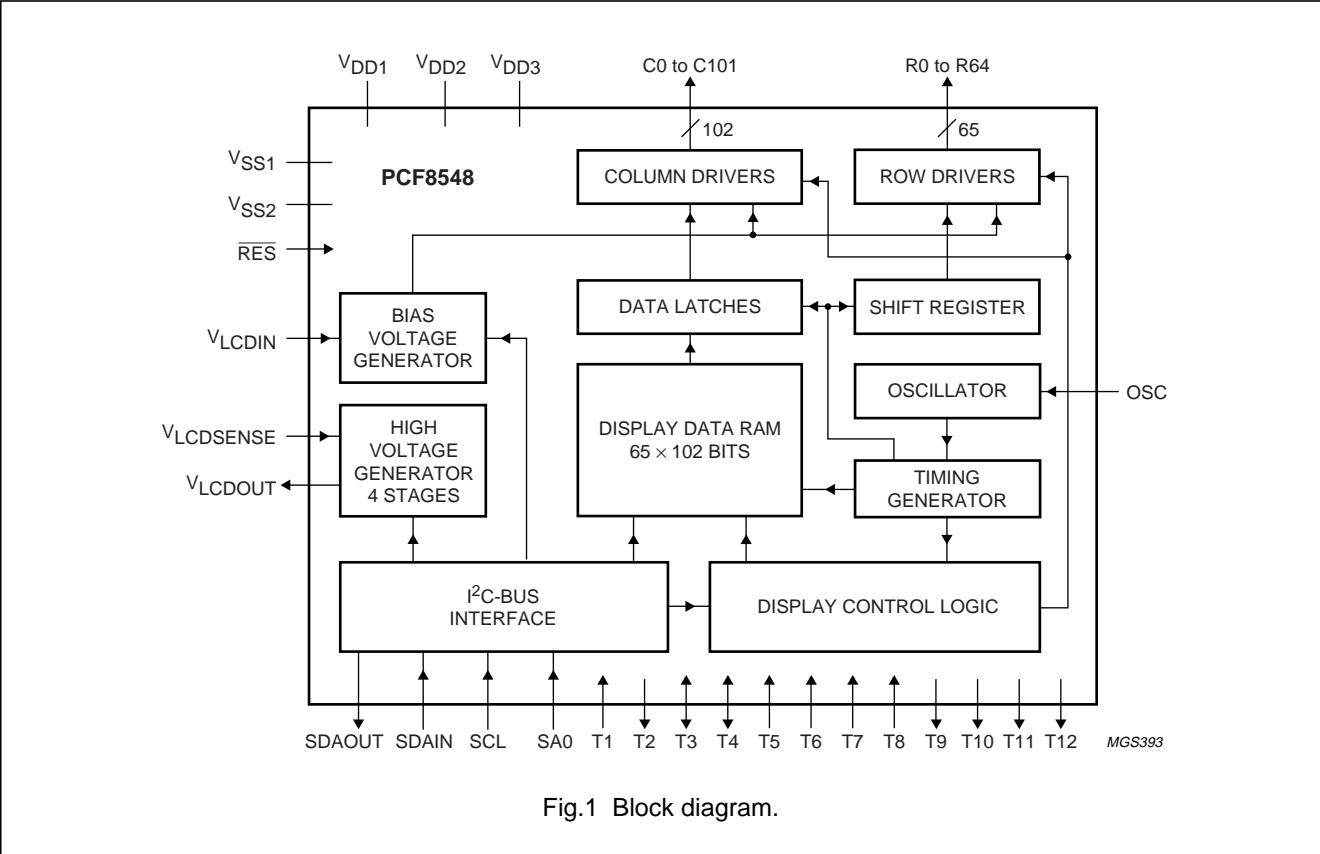 VDD1 VDD2 VDD3 C0 to C101 R0 to R64
102 65
VSS1
PCF8548
COLUMN DRIVERS
ROW DRIVERS
VSS2
RES
BIAS
VOLTAGE
GENERATOR
DATA LATCHES
SHIFT REGISTER
VLCDIN
OSCILLATOR
OSC
VLCDSENSE
HIGH
VOLTAGE
GENERATOR
4 STAGES
DISPLAY DATA RAM
65 × 102 BITS
VLCDOUT
TIMING
GENERATOR
I2C-BUS
INTERFACE
DISPLAY CONTROL LOGIC
SDAOUT SDAIN SCL SA0 T1 T2 T3 T4 T5 T6 T7 T8 T9 T10 T11 T12 MGS393
Fig.1 Block diagram.